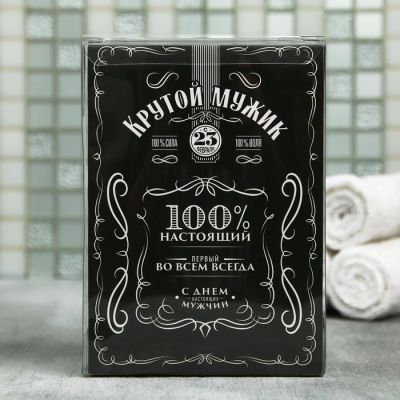 КРУТОЙ МУЖИК
100% СИЛА
С 23 ФЕВРАЛЯ
100% ВОЛЯ
100%
НАСТОЯЩИЙ
ПЕРВЫЙ
ВО ВСЕМ ВСЕГДА
С ДНЕМ
НАСТОЯЩИХ
МУЖЧИН